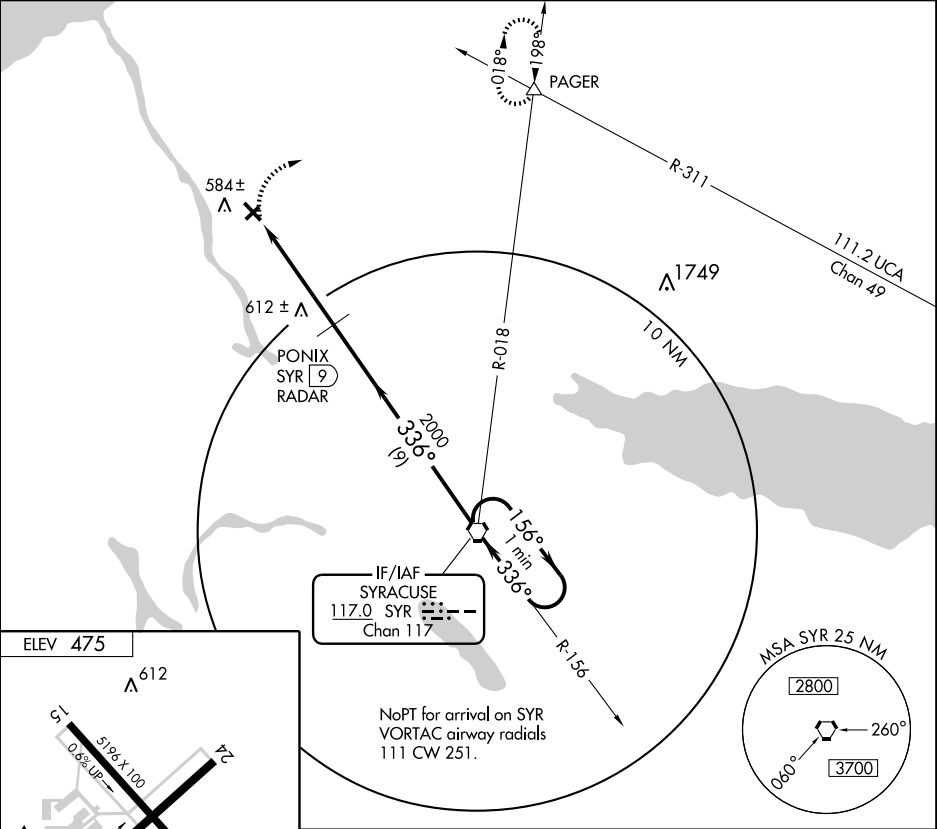 018°
198°
PAGER
R-311
584 ±
111.2 UCA
Chan 49
1749
612 ±
10 NM
R-018
PONIX
SYR 9
RADAR
2000
336°
(9)
156°
1 min
336°
IF/IAF
SYRACUSE
117.0 SYR
Chan 117
R-156
ELEV 475
612
MSA SYR 25 NM
2800
260°
060°
3700
NoPT for arrival on SYR
VORTAC airway radials
111 CW 251.
15
5196 X 100
0.6% UP
24